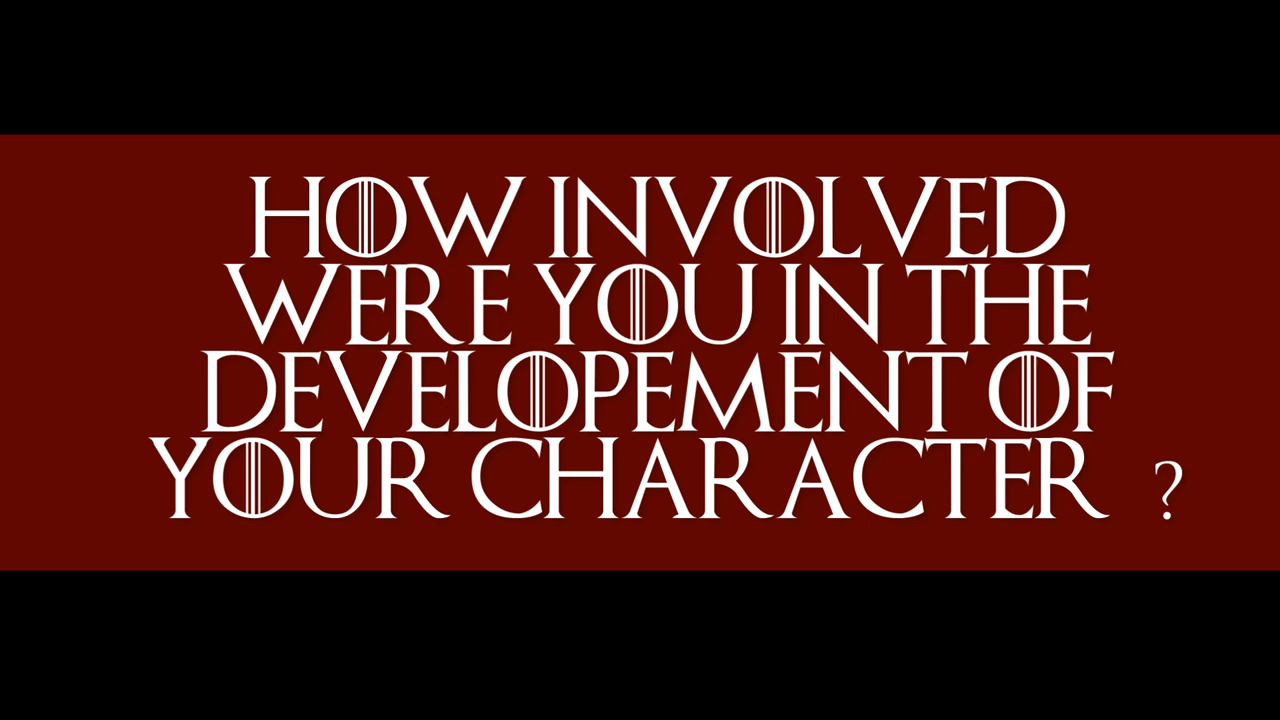 HOW INVOLVED
WERE YOU IN THE
DEVELOPEMENT OF
YOUR CHARACTER ?